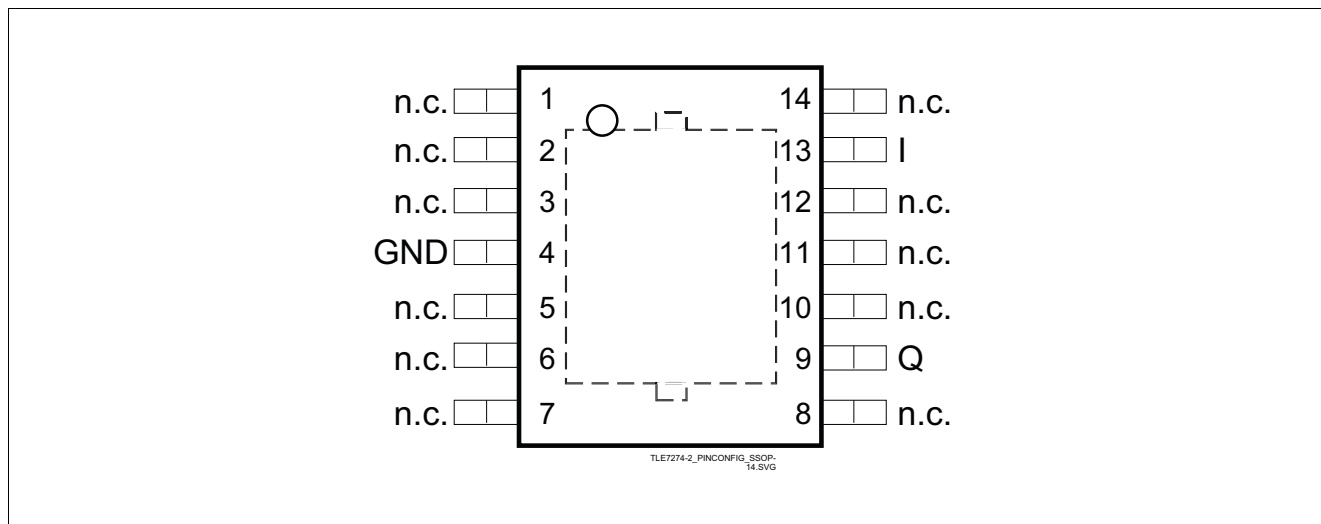 n.c. 1 14 n.c.
n.c. 2 13 I
n.c. 3 12 n.c.
GND 4 11 n.c.
n.c. 5 10 n.c.
n.c. 6 9 Q
n.c. 7 8 n.c.
TLE7274-2_PINCONFIG_SSOP-
14.SVG